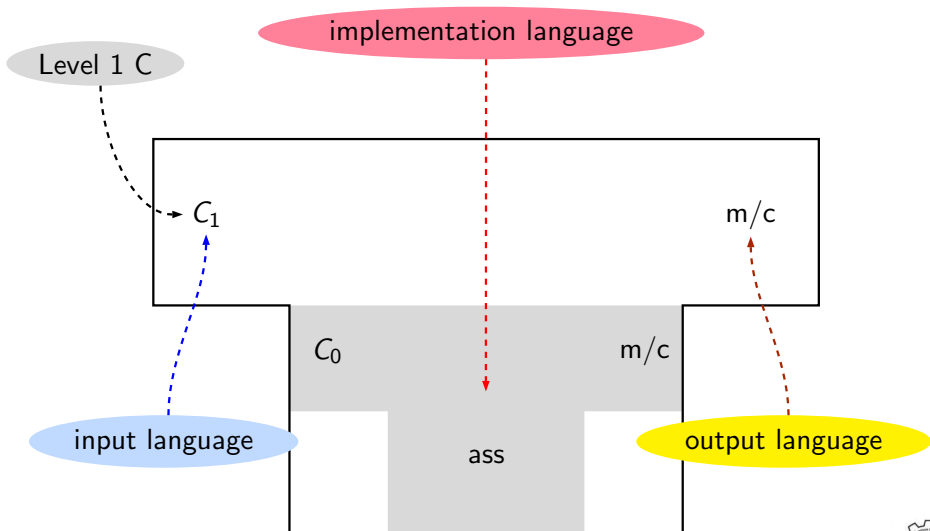 implementation language
Level 1 C
C₁
m/c
C₀
m/c
input language
ass
output language